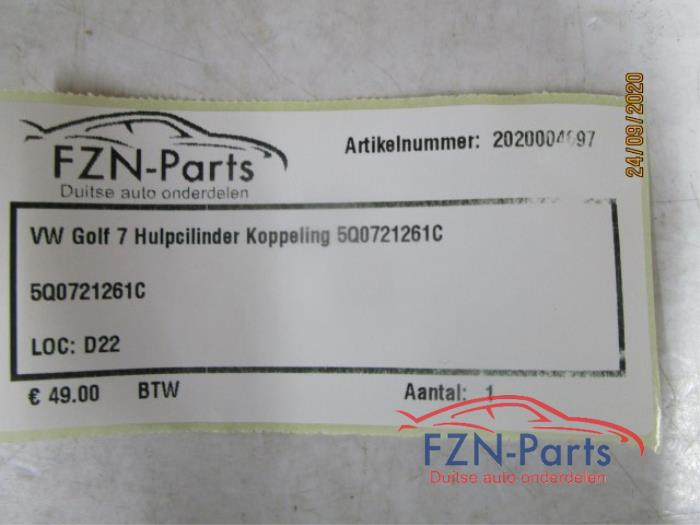 FZN-Parts
Duitse auto onderdelen
Artikelnummer:
VW Golf 7 Hulpcilinder Koppeling 5Q0721261C
5Q0721261C
LOC: D22
€ 49.00 BTW Aantal: 1
24/09/2020
FZN-Parts
Duitse auto onderdelen